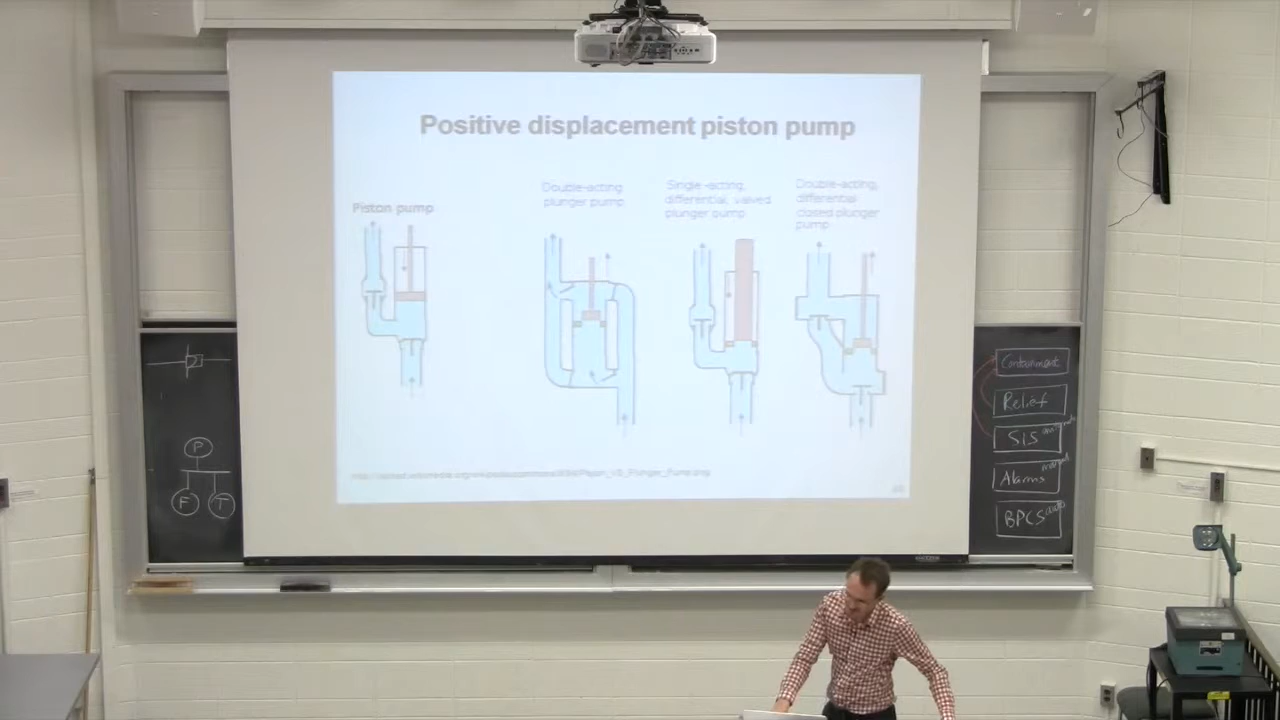 Positive displacement piston pump
Piston pump
Double-acting
plunger pump
Single-acting,
differential, valved
plunger pump
Double-acting,
differential
closed plunger
pump
P
F
T
Containment
Relief
SIS
Alarms
BPCS